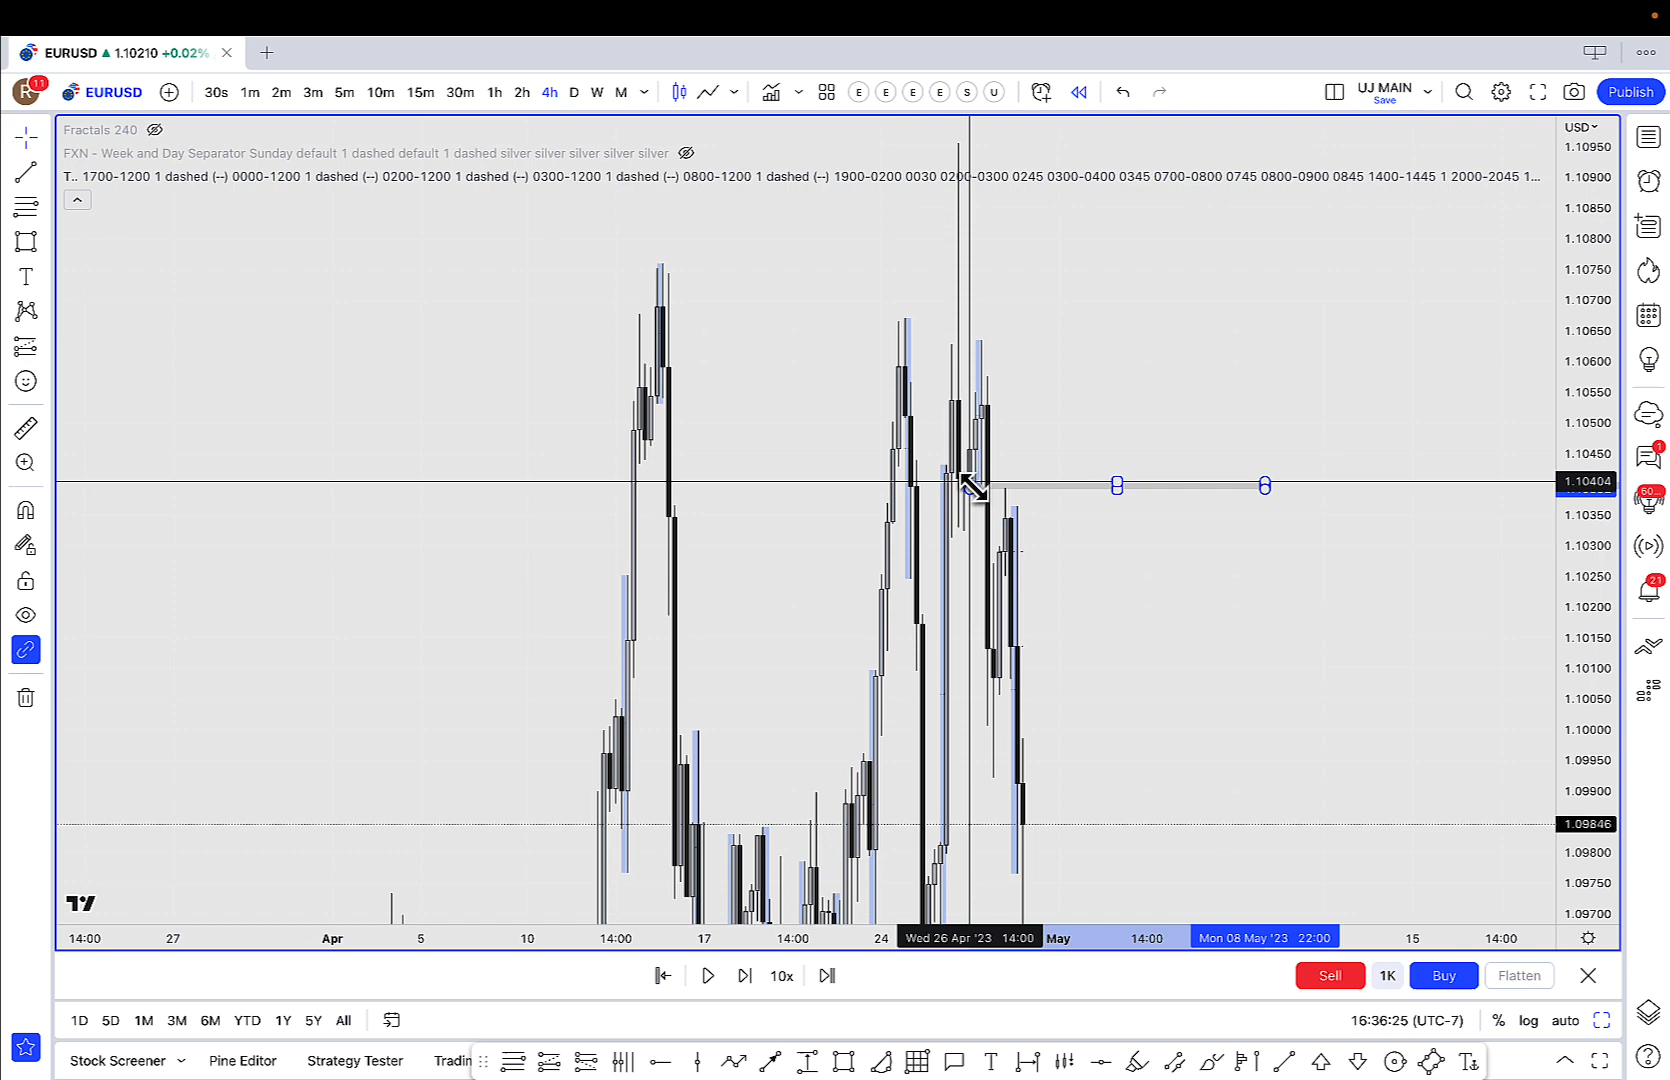 EURUSD ▲ 1.10210 +0.02%
R 11 EURUSD 30s 1m 2m 3m 5m 10m 15m 30m 1h 2h 4h D W M E E E E S U UJ MAIN Save Publish
Fractals 240
FXN - Week and Day Separator Sunday default 1 dashed default 1 dashed silver silver silver silver silver
T.. 1700-1200 1 dashed (--) 0000-1200 1 dashed (--) 0200-1200 1 dashed (--) 0300-1200 1 dashed (--) 0800-1200 1 dashed (--) 1900-0200 0030 0200-0300 0245 0300-0400 0345 0700-0800 0745 0800-0900 0845 1400-1445 1 2000-2045 1...
USD
1.10950
1.10900
1.10850
1.10800
1.10750
1.10700
1.10650
1.10600
1.10550
1.10500
1.10450
1.10404
1.10350
1.10300
1.10250
1.10200
1.10150
1.10100
1.10050
1.10000
1.09950
1.09900
1.09846
1.09800
1.09750
1.09700
1
60...
21
14:00 27 Apr 5 10 14:00 17 14:00 24 Wed 26 Apr '23 14:00 May 14:00 Mon 08 May '23 22:00 15 14:00
10x Sell 1K Buy Flatten
1D 5D 1M 3M 6M YTD 1Y 5Y All 16:36:25 (UTC-7) % log auto
Stock Screener Pine Editor Strategy Tester Tradin